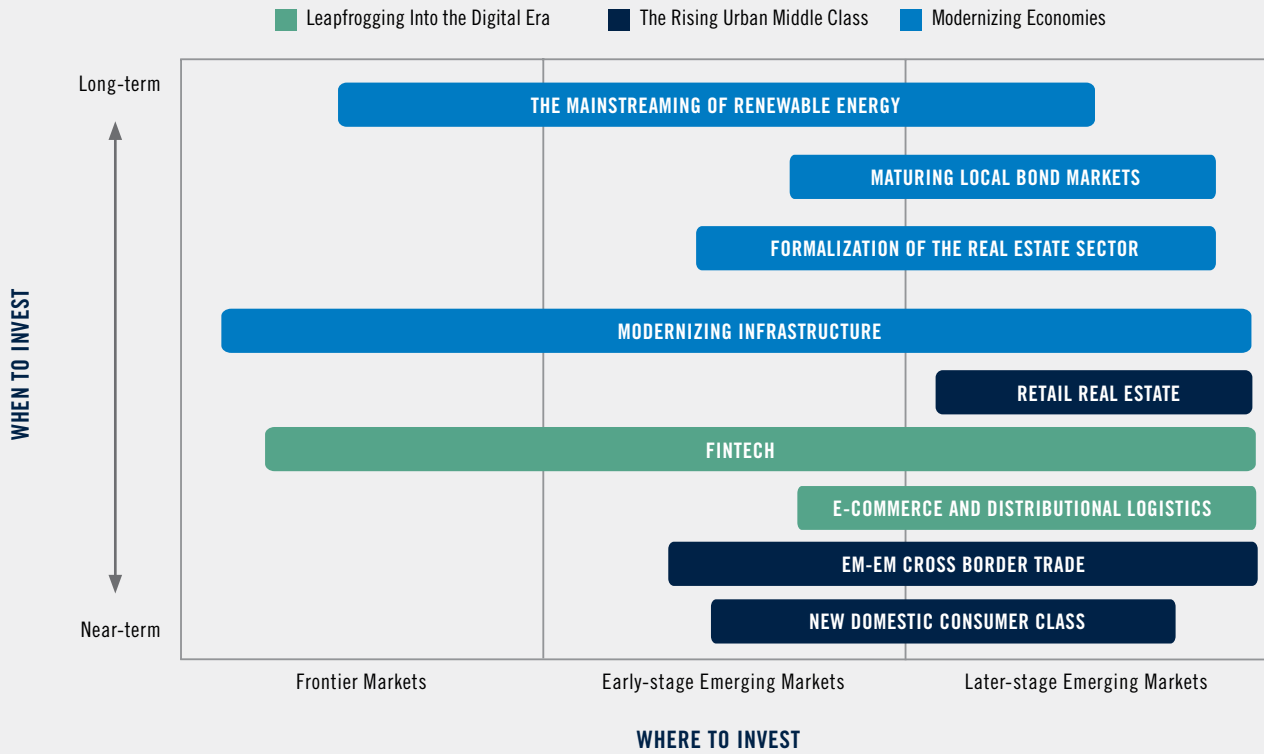 Leapfrogging Into the Digital Era
The Rising Urban Middle Class
Modernizing Economies
Long-term
THE MAINSTREAMING OF RENEWABLE ENERGY
MATURING LOCAL BOND MARKETS
FORMALIZATION OF THE REAL ESTATE SECTOR
WHEN TO INVEST
MODERNIZING INFRASTRUCTURE
RETAIL REAL ESTATE
FINTECH
E-COMMERCE AND DISTRIBUTIONAL LOGISTICS
EM-EM CROSS BORDER TRADE
NEW DOMESTIC CONSUMER CLASS
Near-term
Frontier Markets
Early-stage Emerging Markets
Later-stage Emerging Markets
WHERE TO INVEST